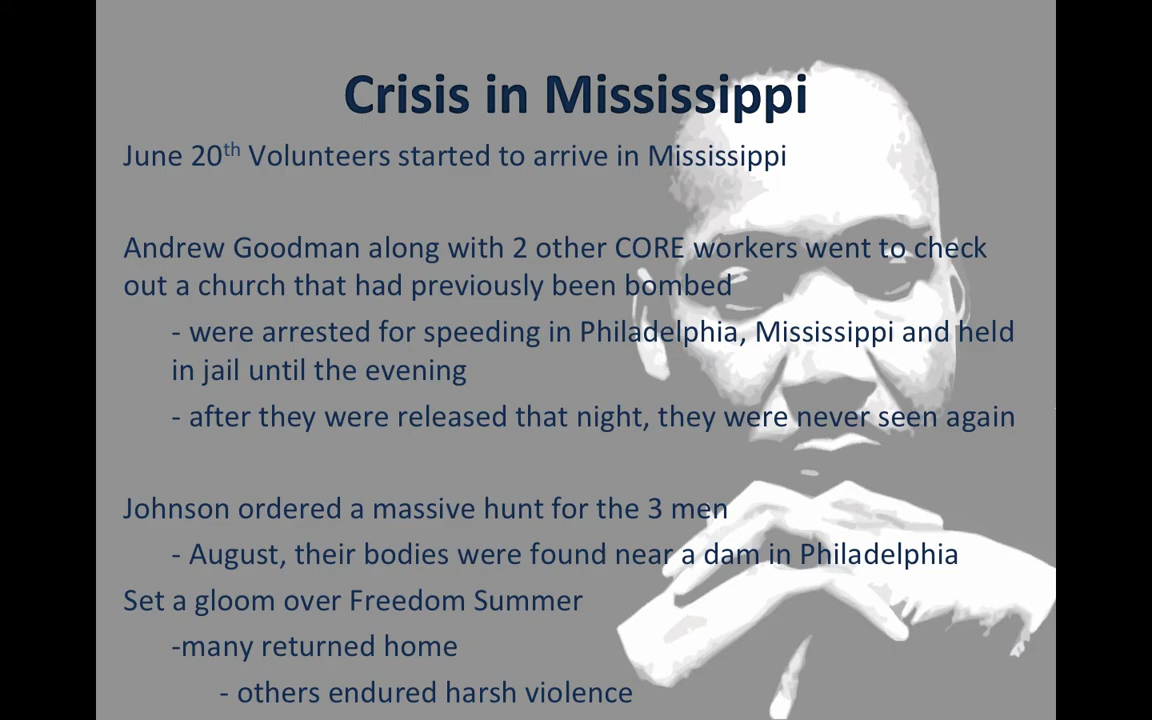 Crisis in Mississippi
June 20th Volunteers started to arrive in Mississippi
Andrew Goodman along with 2 other CORE workers went to check
out a church that had previously been bombed
- were arrested for speeding in Philadelphia, Mississippi and held
in jail until the evening
- after they were released that night, they were never seen again
Johnson ordered a massive hunt for the 3 men
- August, their bodies were found near a dam in Philadelphia
Set a gloom over Freedom Summer
-many returned home
- others endured harsh violence